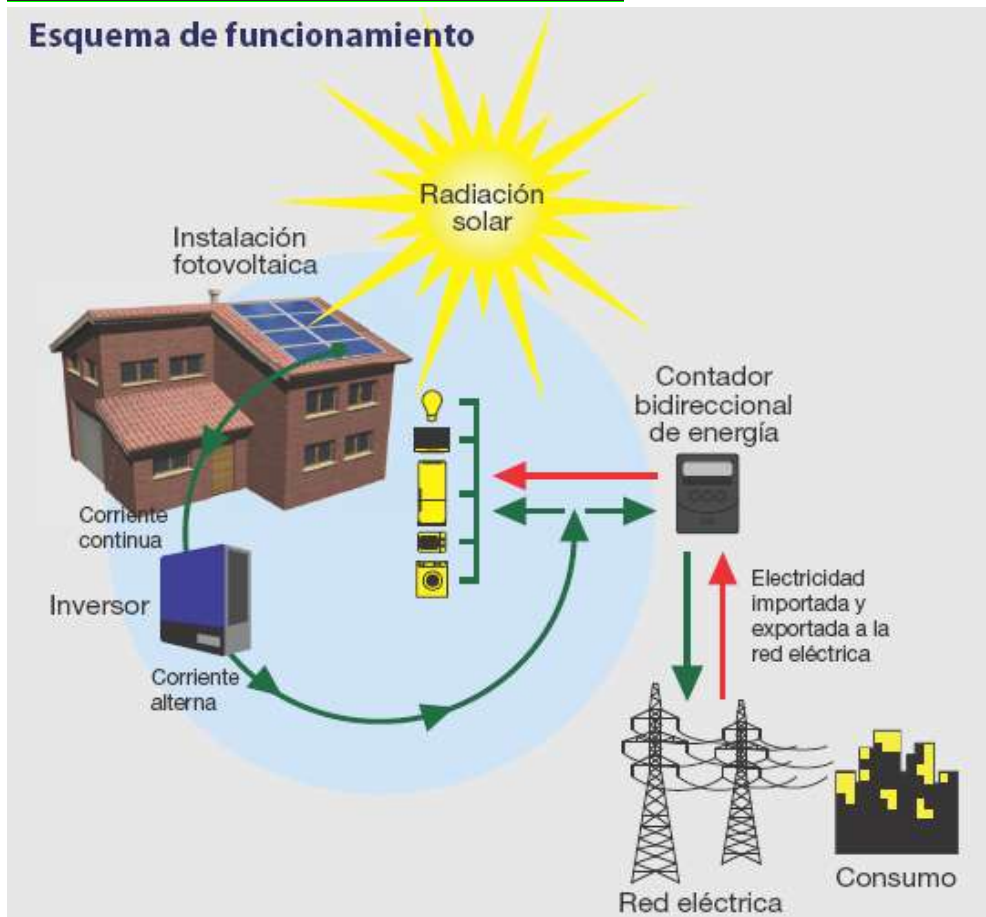 Esquema de funcionamiento
Radiación
solar
Instalación
fotovoltaica
Contador
bidireccional
de energía
Corriente
continua
Inversor
Corriente
alterna
Electricidad
importada y
exportada a la
red eléctrica
Red eléctrica
Consumo